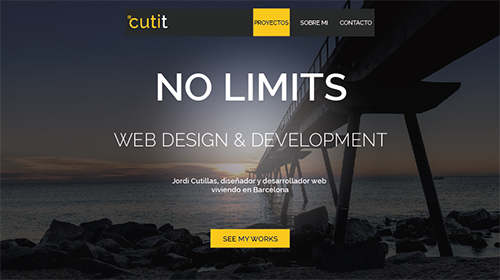 cutit
PROYECTOS SOBRE MI CONTACTO
NO LIMITS
WEB DESIGN & DEVELOPMENT
Jordi Cutillas, diseñador y desarrollador web
viviendo en Barcelona
SEE MY WORKS